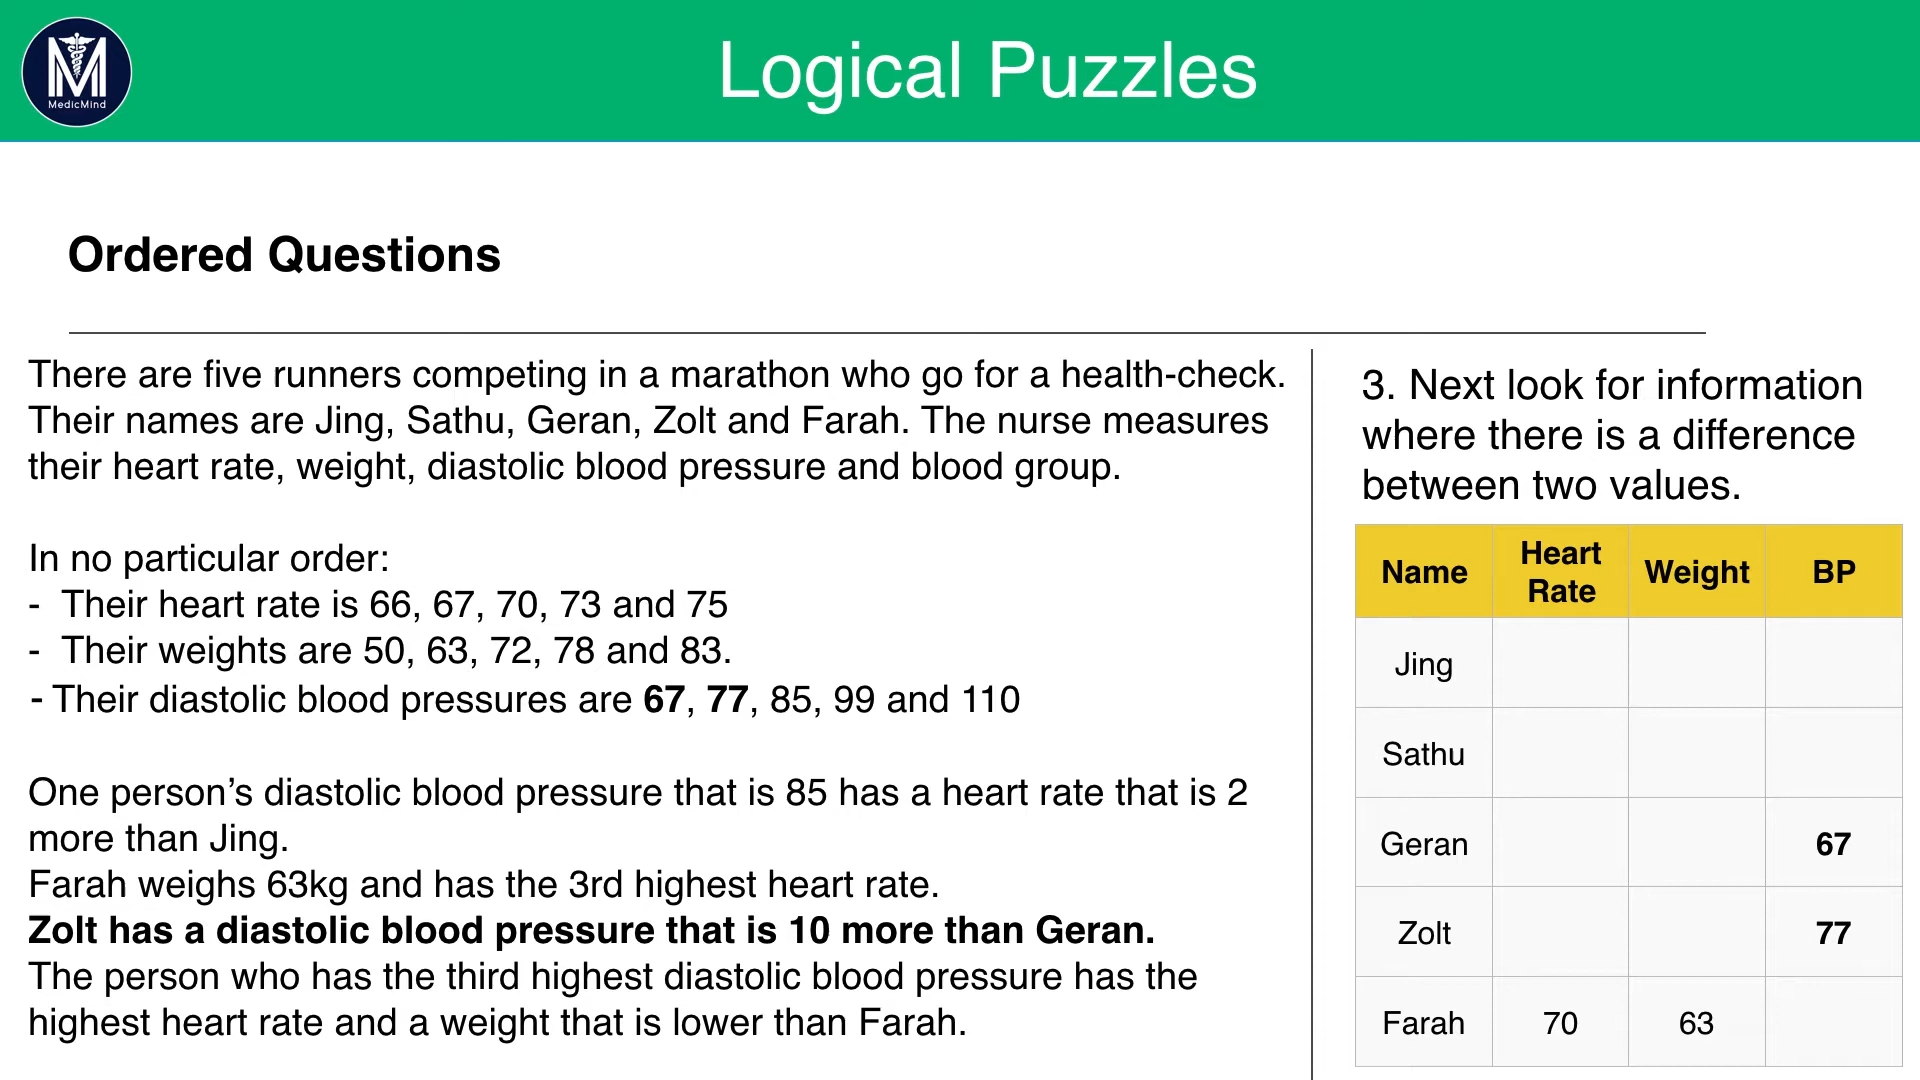 M
MedicMind
Logical Puzzles
Ordered Questions
There are five runners competing in a marathon who go for a health-check.
Their names are Jing, Sathu, Geran, Zolt and Farah. The nurse measures
their heart rate, weight, diastolic blood pressure and blood group.
In no particular order:
- Their heart rate is 66, 67, 70, 73 and 75
- Their weights are 50, 63, 72, 78 and 83.
- Their diastolic blood pressures are 67, 77, 85, 99 and 110
One person’s diastolic blood pressure that is 85 has a heart rate that is 2
more than Jing.
Farah weighs 63kg and has the 3rd highest heart rate.
Zolt has a diastolic blood pressure that is 10 more than Geran.
The person who has the third highest diastolic blood pressure has the
highest heart rate and a weight that is lower than Farah.
3. Next look for information
where there is a difference
between two values.
Name Heart Rate Weight BP
Jing
Sathu
Geran 67
Zolt 77
Farah 70 63